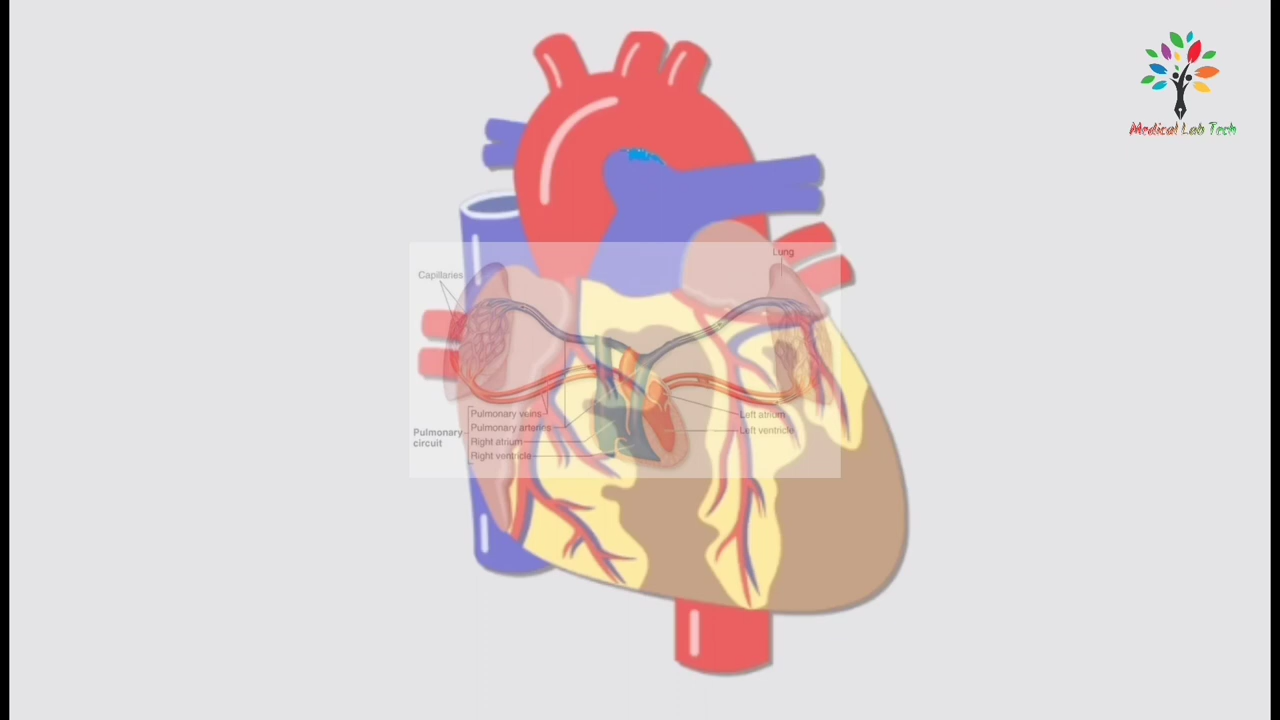 Medical Lab Tech
Lung
Capillaries
Pulmonary veins
Pulmonary arteries
Pulmonary circuit
Right atrium
Right ventricle
Left atrium
Left ventricle